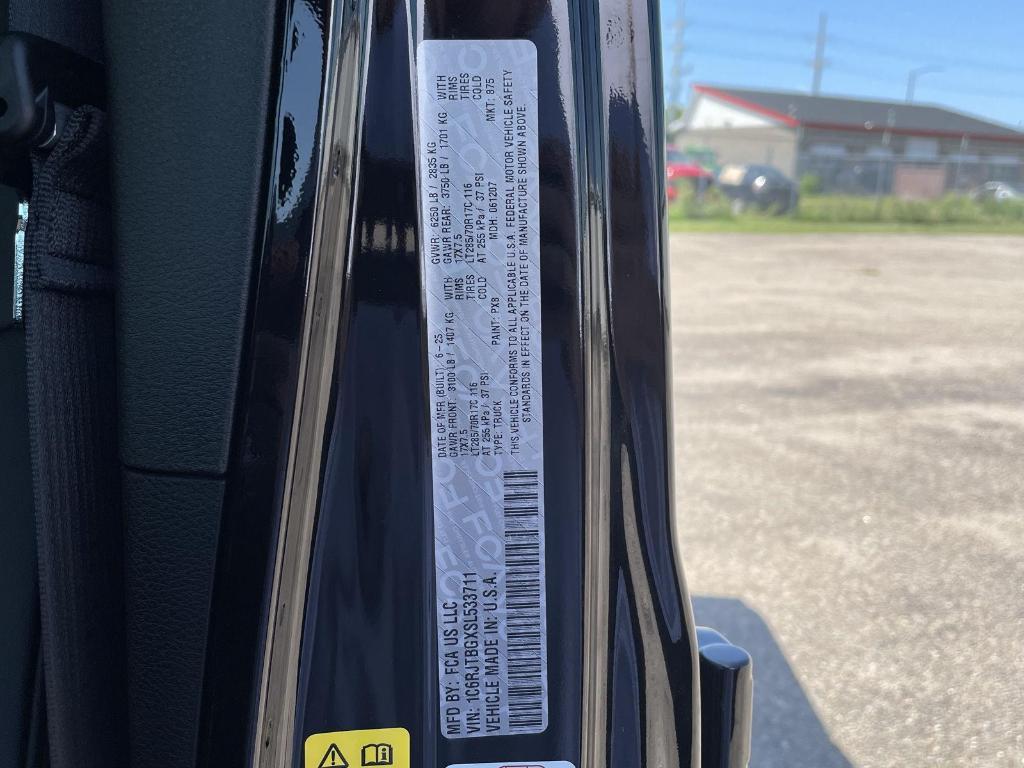 MFD BY: FCA US LLC
DATE OF MFR (BUILT): 6-25
GVWR: 6250 LB / 2835 KG
GAWR FRONT: 3100 LB / 1407 KG WITH
GAWR REAR: 3750 LB / 1701 KG WITH
17X7.5 RIMS
17X7.5 RIMS
LT285/70R17C 116 TIRES
LT285/70R17C 116 TIRES
AT 255 kPa / 37 PSI COLD
AT 255 kPa / 37 PSI COLD
VIN: 1C6RJTBGXSL533711
TYPE: TRUCK
PAINT: PX8
MDH: 061207
MKT: 875
VEHICLE MADE IN: U.S.A.
THIS VEHICLE CONFORMS TO ALL APPLICABLE U.S.A. FEDERAL MOTOR VEHICLE SAFETY
STANDARDS IN EFFECT ON THE DATE OF MANUFACTURE SHOWN ABOVE.